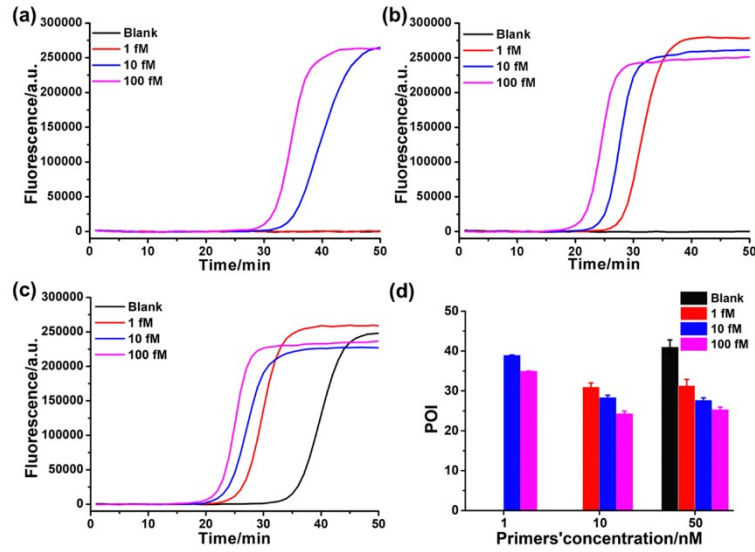 (a)
Blank
1 fM
10 fM
100 fM
300000
250000
200000
150000
100000
50000
0
Fluorescence/a.u.
0 10 20 30 40 50
Time/min
(b)
Blank
1 fM
10 fM
100 fM
300000
250000
200000
150000
100000
50000
0
Fluorescence/a.u.
0 10 20 30 40 50
Time/min
(c)
Blank
1 fM
10 fM
100 fM
300000
250000
200000
150000
100000
50000
0
Fluorescence/a.u.
0 10 20 30 40 50
Time/min
(d)
Blank
1 fM
10 fM
100 fM
50
40
30
20
10
0
POI
1 10 50
Primers'concentration/nM